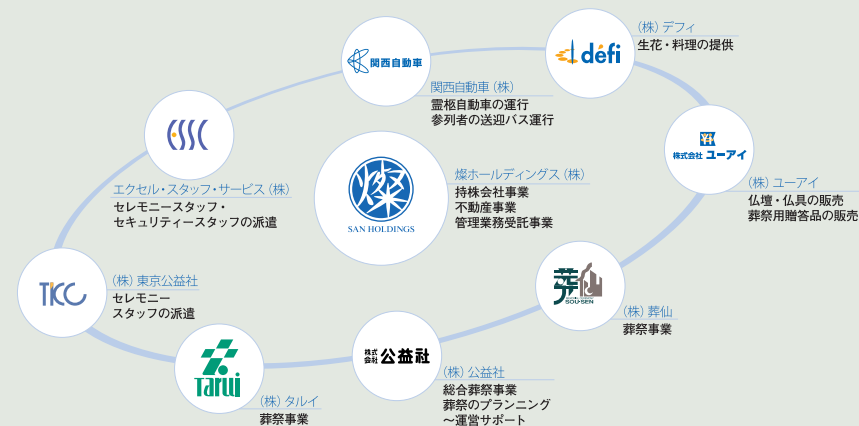 関西自動車
関西自動車（株）
霊柩自動車の運行
参列者の送迎バス運行
défi
（株）デフィ
生花・料理の提供
株式会社 ユーアイ
（株）ユーアイ
仏壇・仏具の販売
葬祭用贈答品の販売
ESSC
エクセル・スタッフ・サービス（株）
セレモニースタッフ・
セキュリティースタッフの派遣
燦
SAN HOLDINGS
燦ホールディングス（株）
持株会社事業
不動産事業
管理業務受託事業
TKC
（株）東京公益社
セレモニー
スタッフの派遣
葬仙
SOU-SEN
（株）葬仙
葬祭事業
Tarui
（株）タルイ
葬祭事業
株式会社 公益社
（株）公益社
総合葬祭事業
葬祭のプランニング
～運営サポート